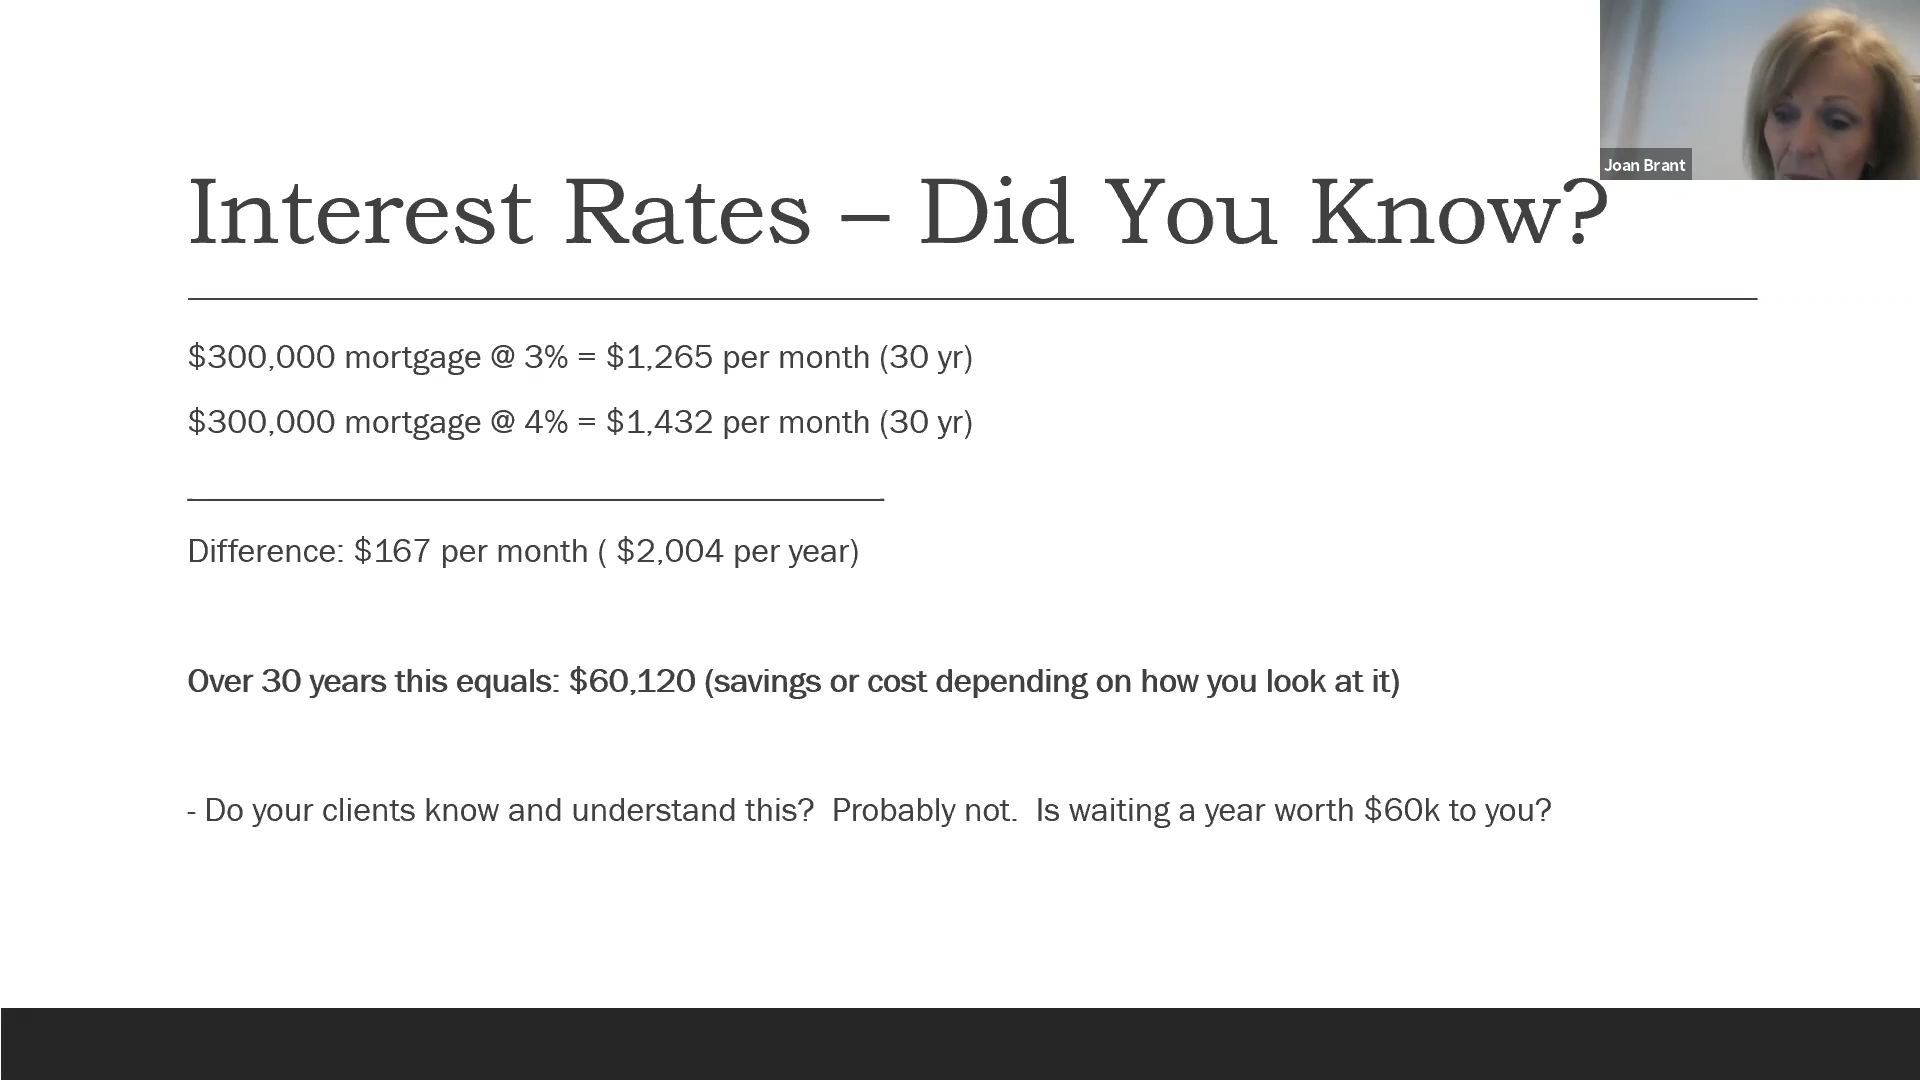 Joan Brant
Interest Rates – Did You Know?
$300,000 mortgage @ 3% = $1,265 per month (30 yr)
$300,000 mortgage @ 4% = $1,432 per month (30 yr)
Difference: $167 per month ( $2,004 per year)
Over 30 years this equals: $60,120 (savings or cost depending on how you look at it)
- Do your clients know and understand this?  Probably not.  Is waiting a year worth $60k to you?